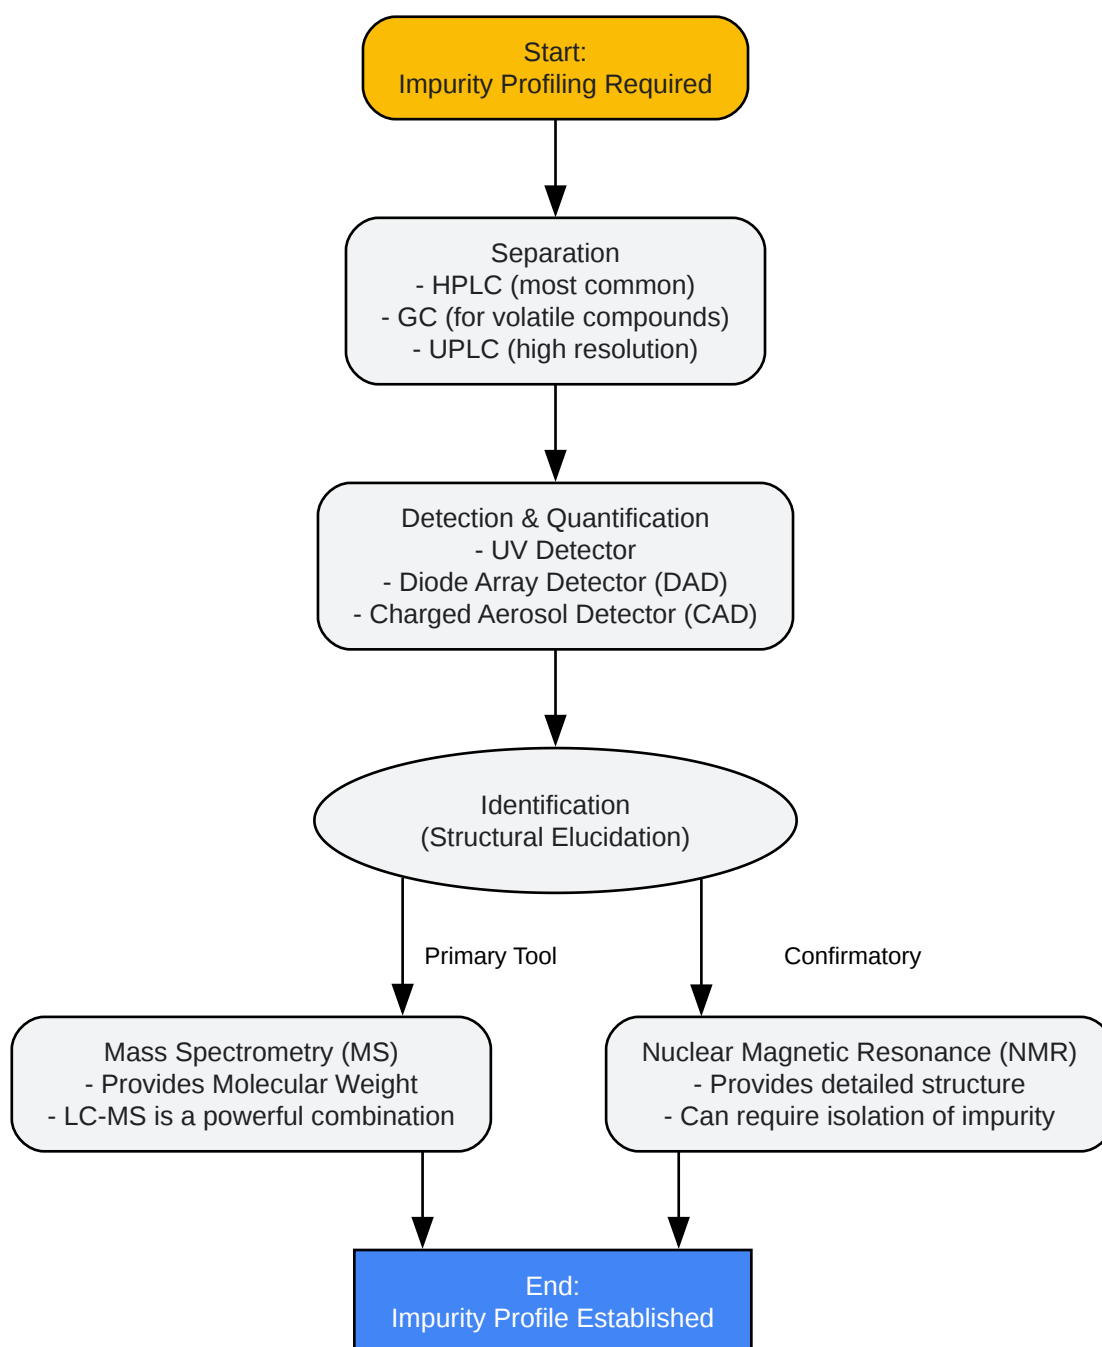 Start:
Impurity Profiling Required
Separation
- HPLC (most common)
- GC (for volatile compounds)
- UPLC (high resolution)
Detection & Quantification
- UV Detector
- Diode Array Detector (DAD)
- Charged Aerosol Detector (CAD)
Identification
(Structural Elucidation)
Primary Tool
Confirmatory
Mass Spectrometry (MS)
- Provides Molecular Weight
- LC-MS is a powerful combination
Nuclear Magnetic Resonance (NMR)
- Provides detailed structure
- Can require isolation of impurity
End:
Impurity Profile Established